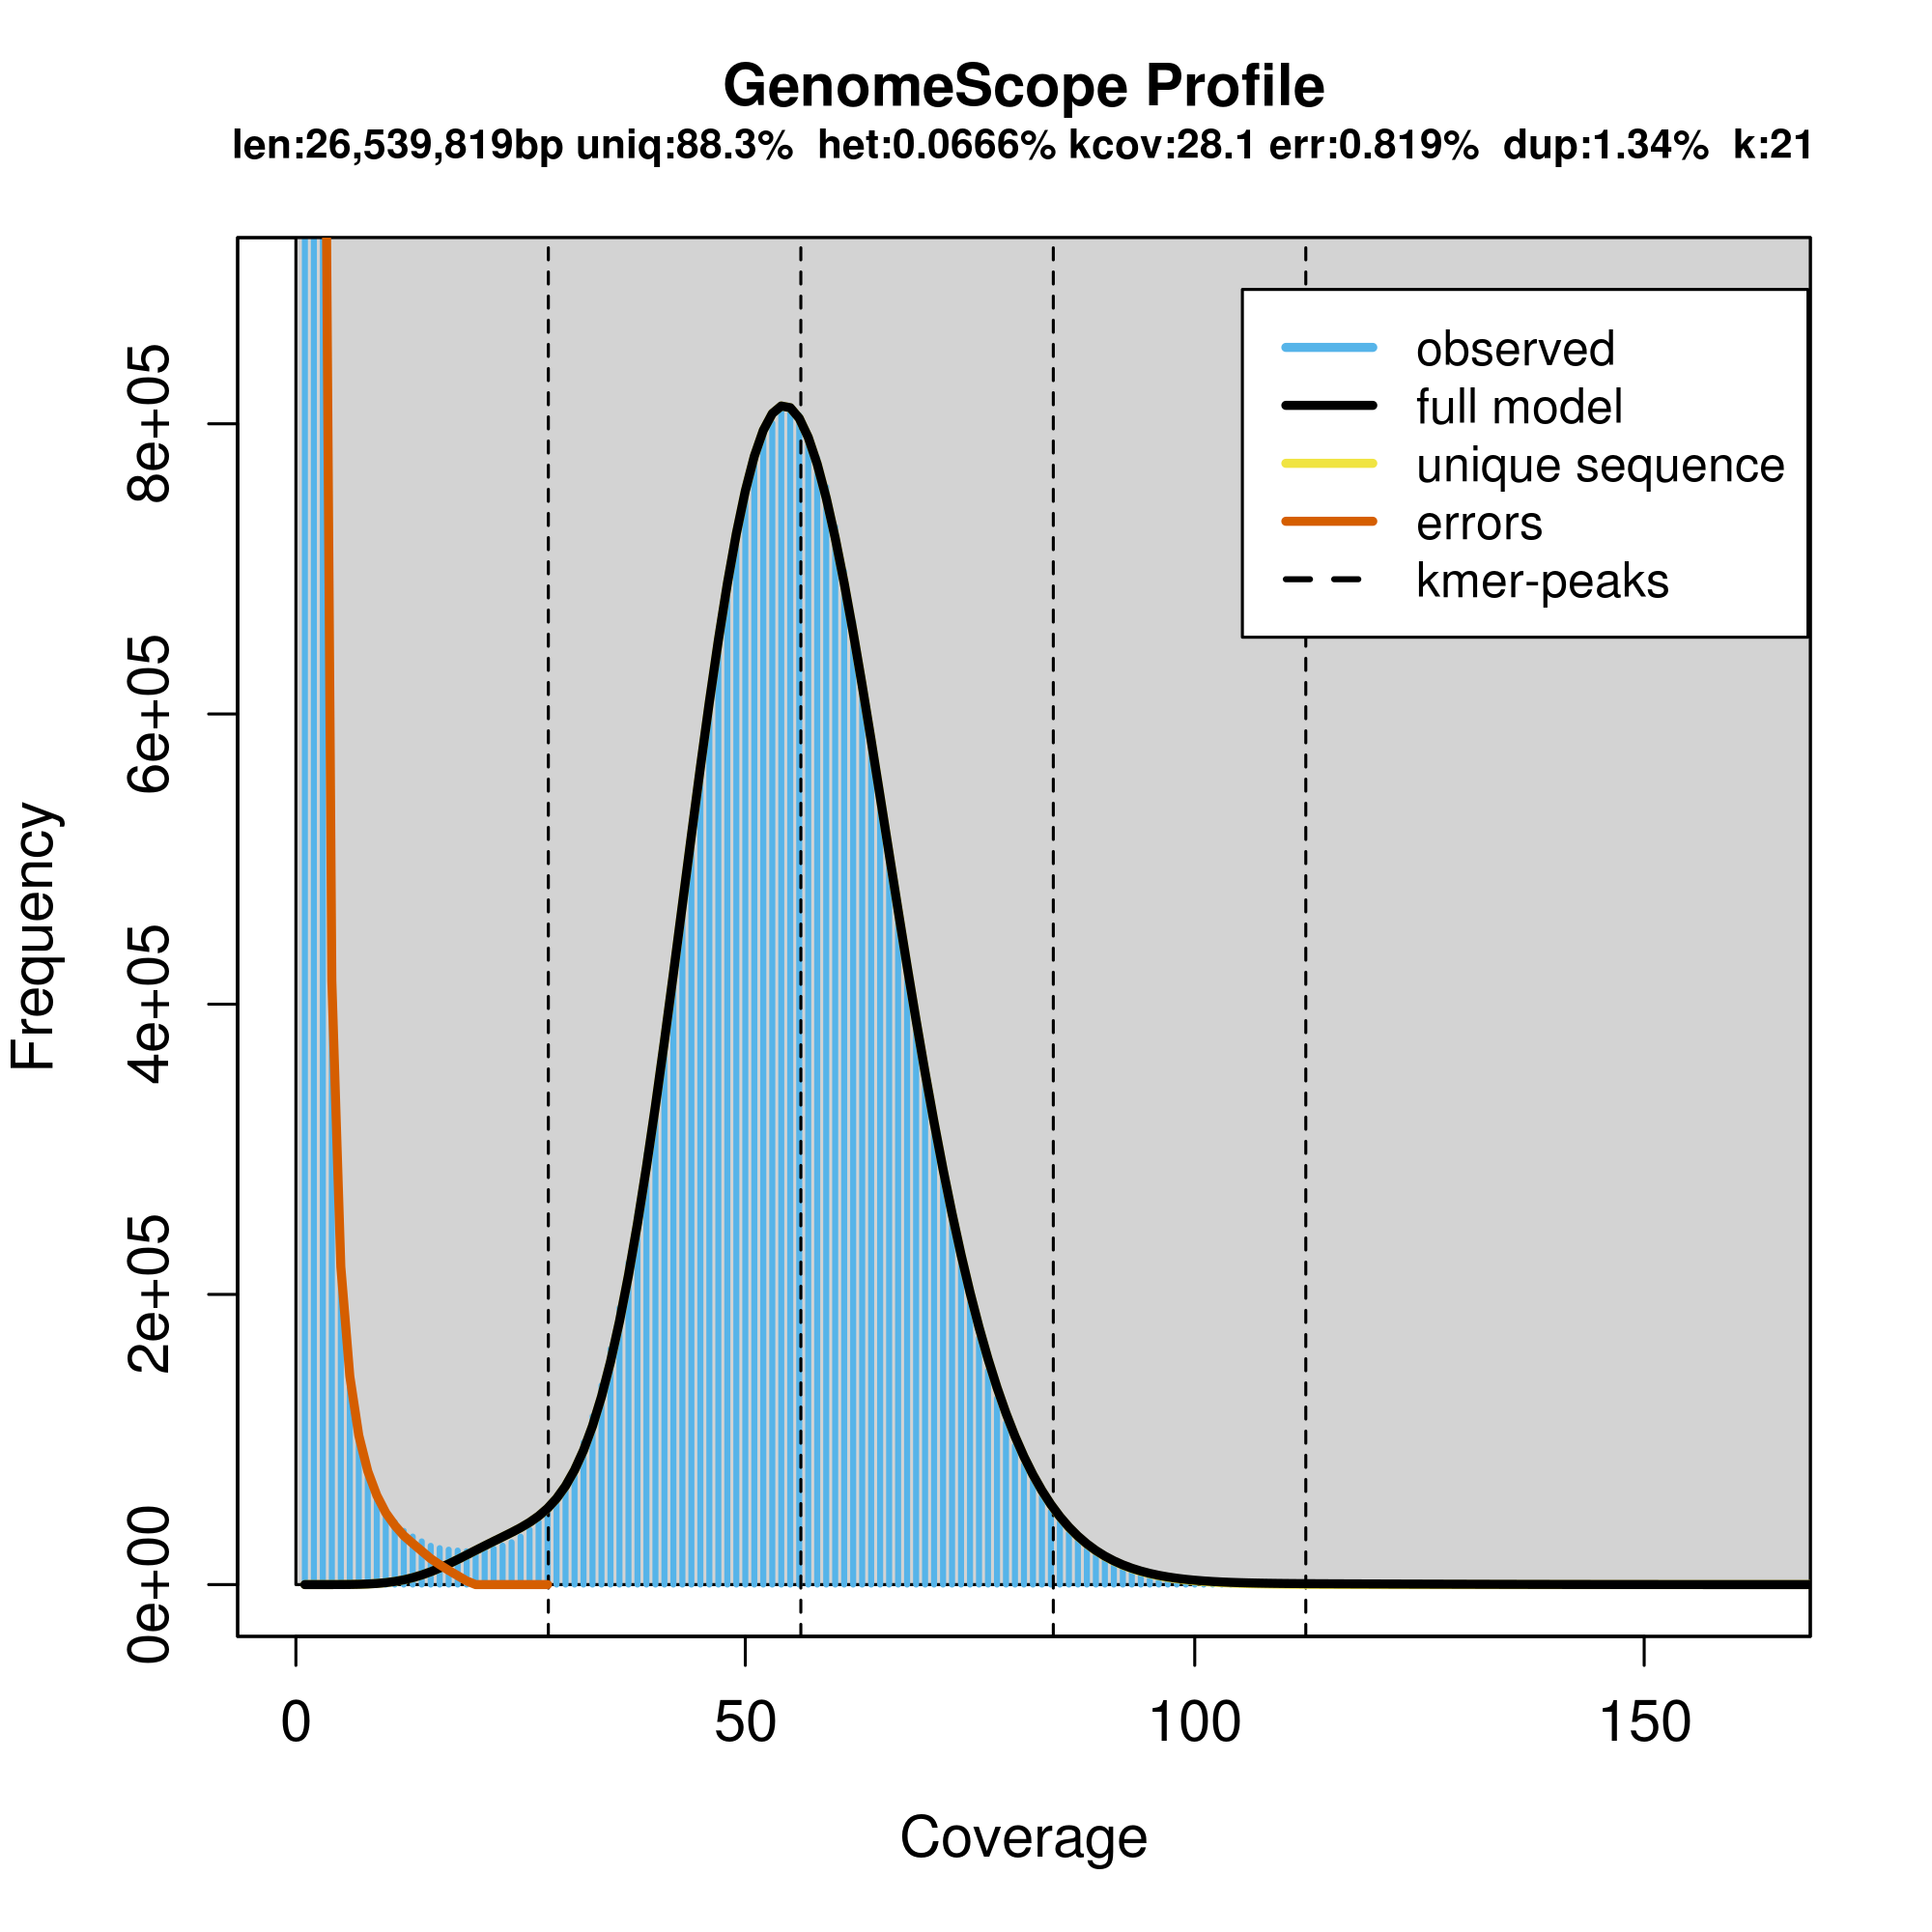 GenomeScope Profile
len:26,539,819bp uniq:88.3% het:0.0666% kcov:28.1 err:0.819% dup:1.34% k:21
observed
full model
unique sequence
errors
kmer-peaks
Frequency
8e+05
6e+05
4e+05
2e+05
0e+00
0 50 100 150
Coverage